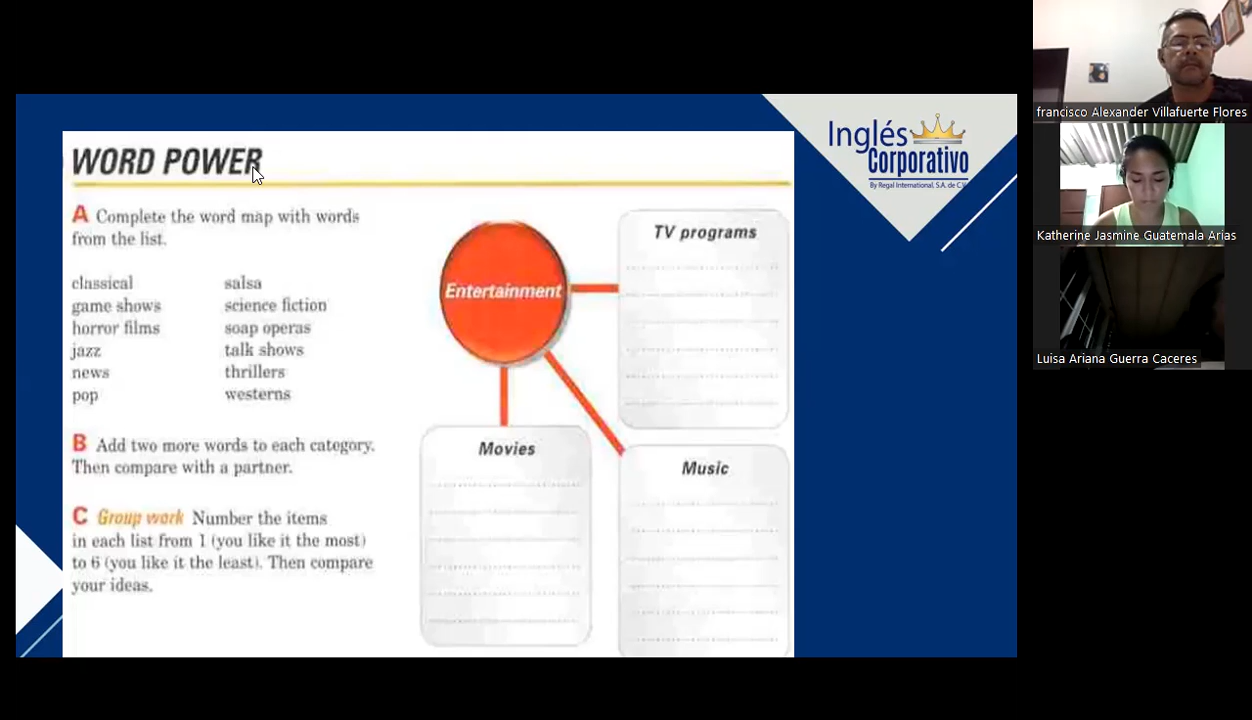 WORD POWER
A Complete the word map with words
from the list.
classical
game shows
horror films
jazz
news
pop
salsa
science fiction
soap operas
talk shows
thrillers
westerns
B Add two more words to each category.
Then compare with a partner.
C Group work Number the items
in each list from 1 (you like it the most)
to 6 (you like it the least). Then compare
your ideas.
Entertainment
TV programs
Movies
Music
Inglés
Corporativo
By Regal International, S.A. de C.V.
francisco Alexander Villafuerte Flores
Katherine Jasmine Guatemala Arias
Luisa Ariana Guerra Caceres